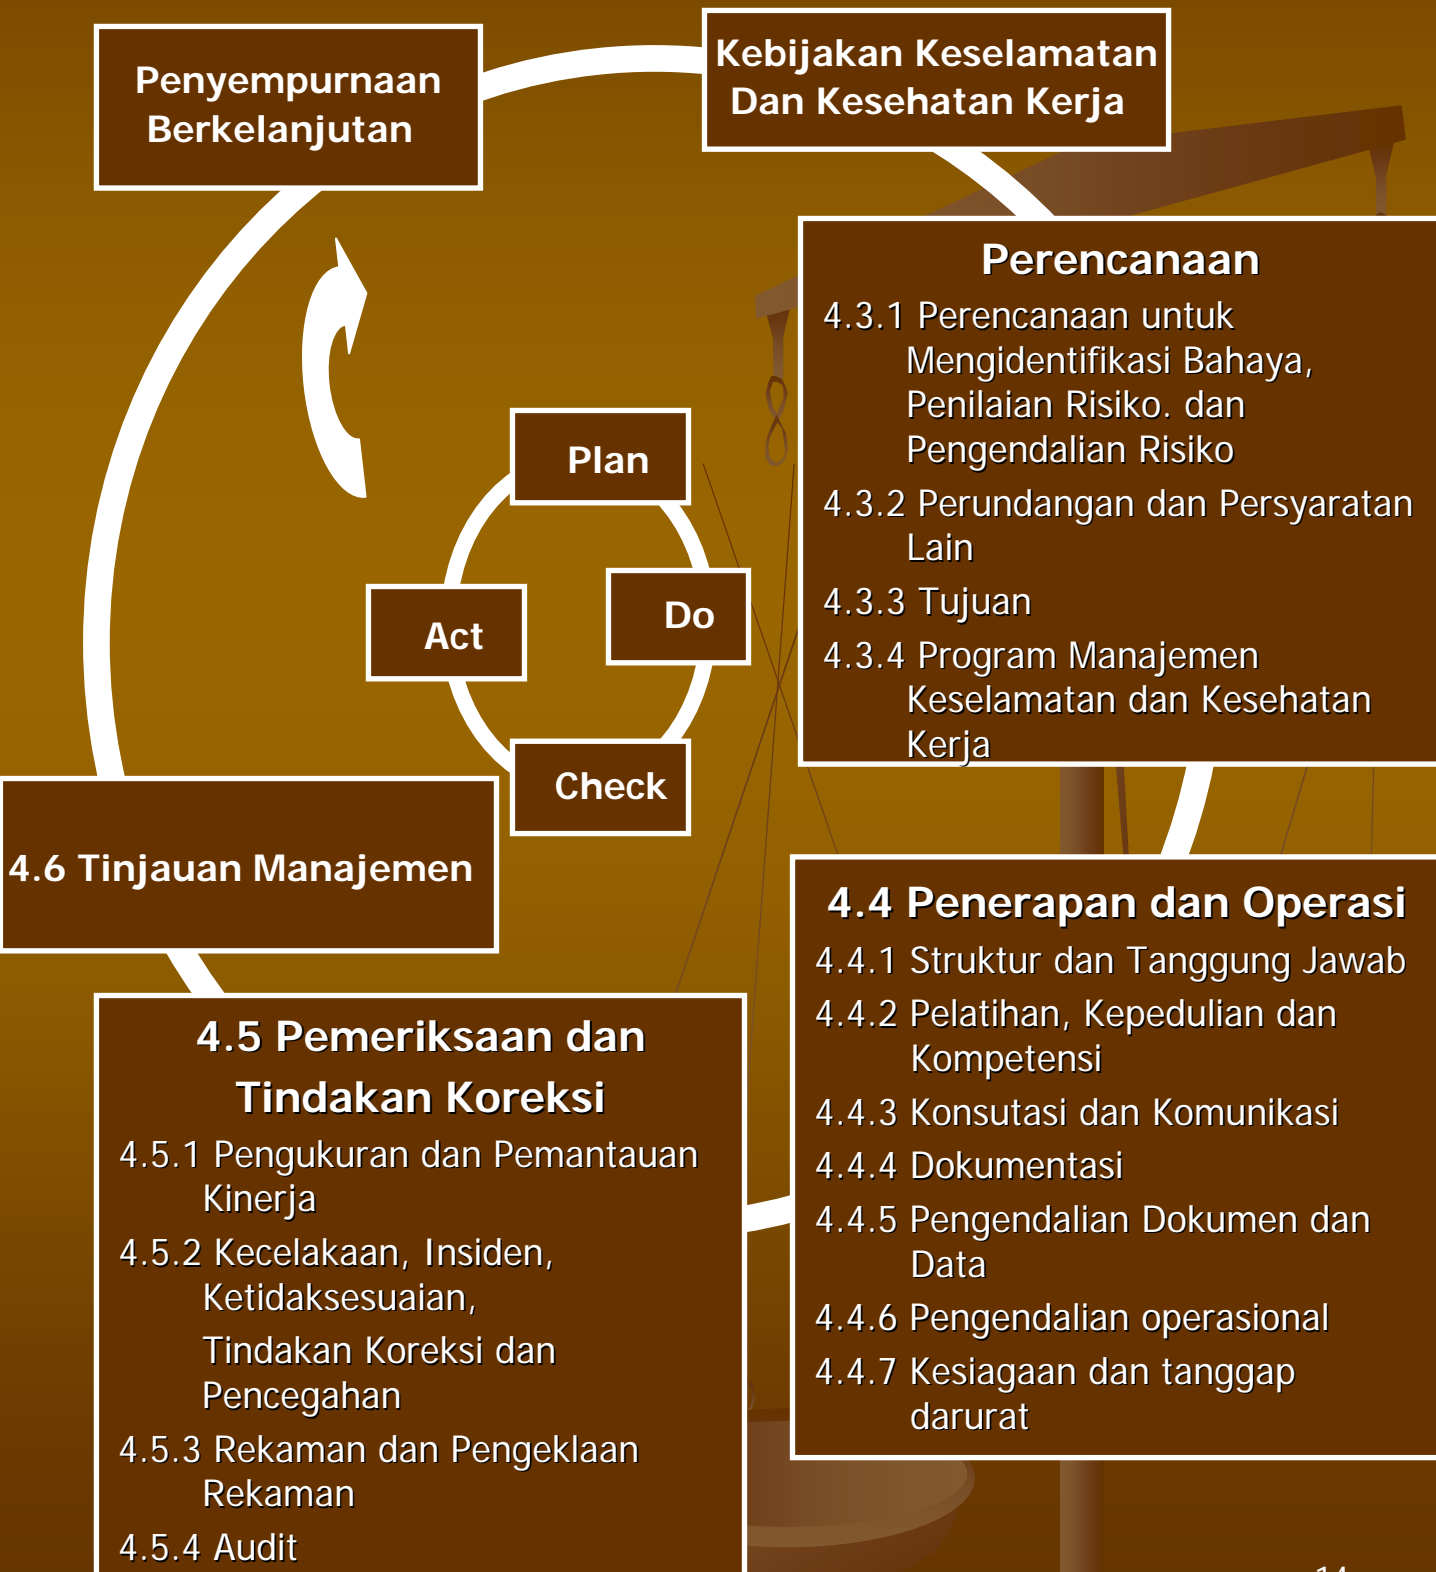 Penyempurnaan
Berkelanjutan
Kebijakan Keselamatan
Dan Kesehatan Kerja
Perencanaan
4.3.1 Perencanaan untuk
Mengidentifikasi Bahaya,
Penilaian Risiko. dan
Pengendalian Risiko
4.3.2 Perundangan dan Persyaratan
Lain
4.3.3 Tujuan
4.3.4 Program Manajemen
Keselamatan dan Kesehatan
Kerja
Plan
Do
Act
Check
4.6 Tinjauan Manajemen
4.4 Penerapan dan Operasi
4.4.1 Struktur dan Tanggung Jawab
4.4.2 Pelatihan, Kepedulian dan
Kompetensi
4.4.3 Konsutasi dan Komunikasi
4.4.4 Dokumentasi
4.4.5 Pengendalian Dokumen dan
Data
4.4.6 Pengendalian operasional
4.4.7 Kesiagaan dan tanggap
darurat
4.5 Pemeriksaan dan
Tindakan Koreksi
4.5.1 Pengukuran dan Pemantauan
Kinerja
4.5.2 Kecelakaan, Insiden,
Ketidaksesuaian,
Tindakan Koreksi dan
Pencegahan
4.5.3 Rekaman dan Pengeklaan
Rekaman
4.5.4 Audit